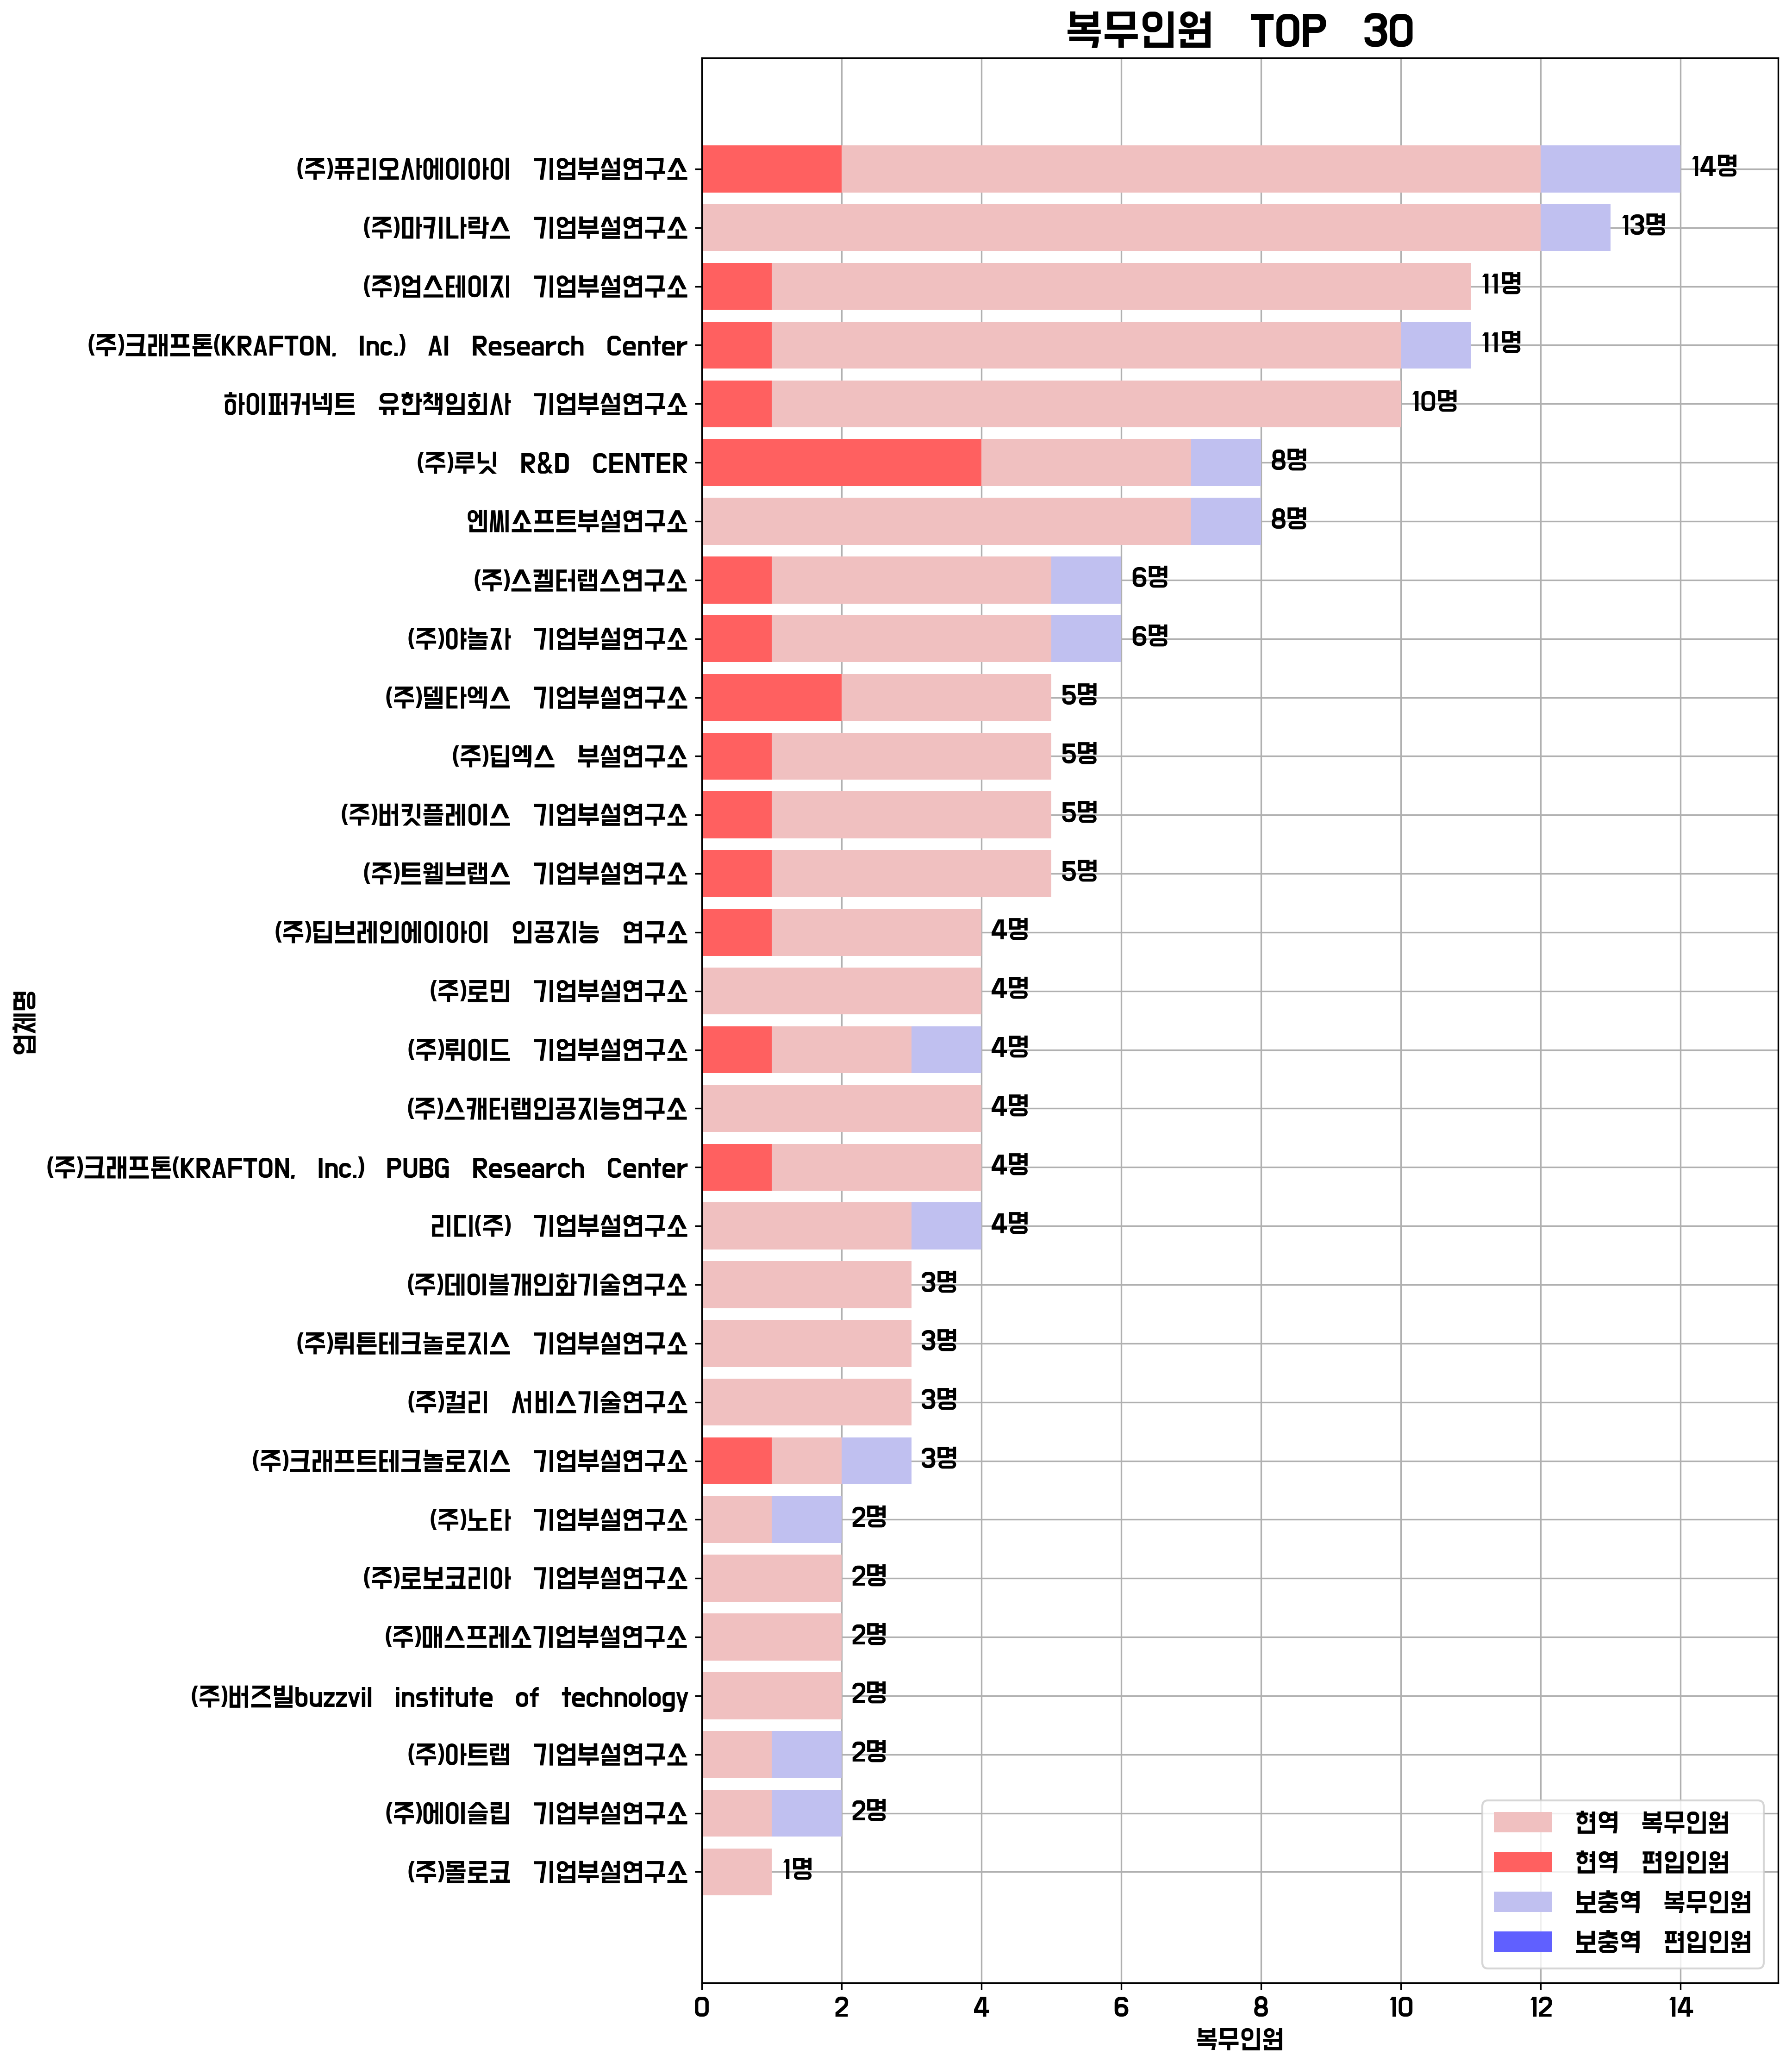 복무인원 TOP 30
(주)퓨리오사에이아이 기업부설연구소 14명
(주)마키나락스 기업부설연구소 13명
(주)업스테이지 기업부설연구소 11명
(주)크래프톤(KRAFTON, Inc.) AI Research Center 11명
하이퍼커넥트 유한책임회사 기업부설연구소 10명
(주)루닛 R&D CENTER 8명
엔씨소프트부설연구소 8명
(주)스켈터랩스연구소 6명
(주)야놀자 기업부설연구소 6명
(주)델타엑스 기업부설연구소 5명
(주)딥엑스 부설연구소 5명
(주)버킷플레이스 기업부설연구소 5명
(주)트웰브랩스 기업부설연구소 5명
(주)딥브레인에이아이 인공지능 연구소 4명
(주)로민 기업부설연구소 4명
(주)뤼이드 기업부설연구소 4명
(주)스캐터랩인공지능연구소 4명
(주)크래프톤(KRAFTON, Inc.) PUBG Research Center 4명
리디(주) 기업부설연구소 4명
(주)데이블개인화기술연구소 3명
(주)뤼튼테크놀로지스 기업부설연구소 3명
(주)컬리 서비스기술연구소 3명
(주)크래프트테크놀로지스 기업부설연구소 3명
(주)노타 기업부설연구소 2명
(주)로보코리아 기업부설연구소 2명
(주)매스프레소기업부설연구소 2명
(주)버즈빌buzzvil institute of technology 2명
(주)아트랩 기업부설연구소 2명
(주)에이슬립 기업부설연구소 2명
(주)몰로코 기업부설연구소 1명
업체명
현역 복무인원
현역 편입인원
보충역 복무인원
보충역 편입인원
0 2 4 6 8 10 12 14
복무인원